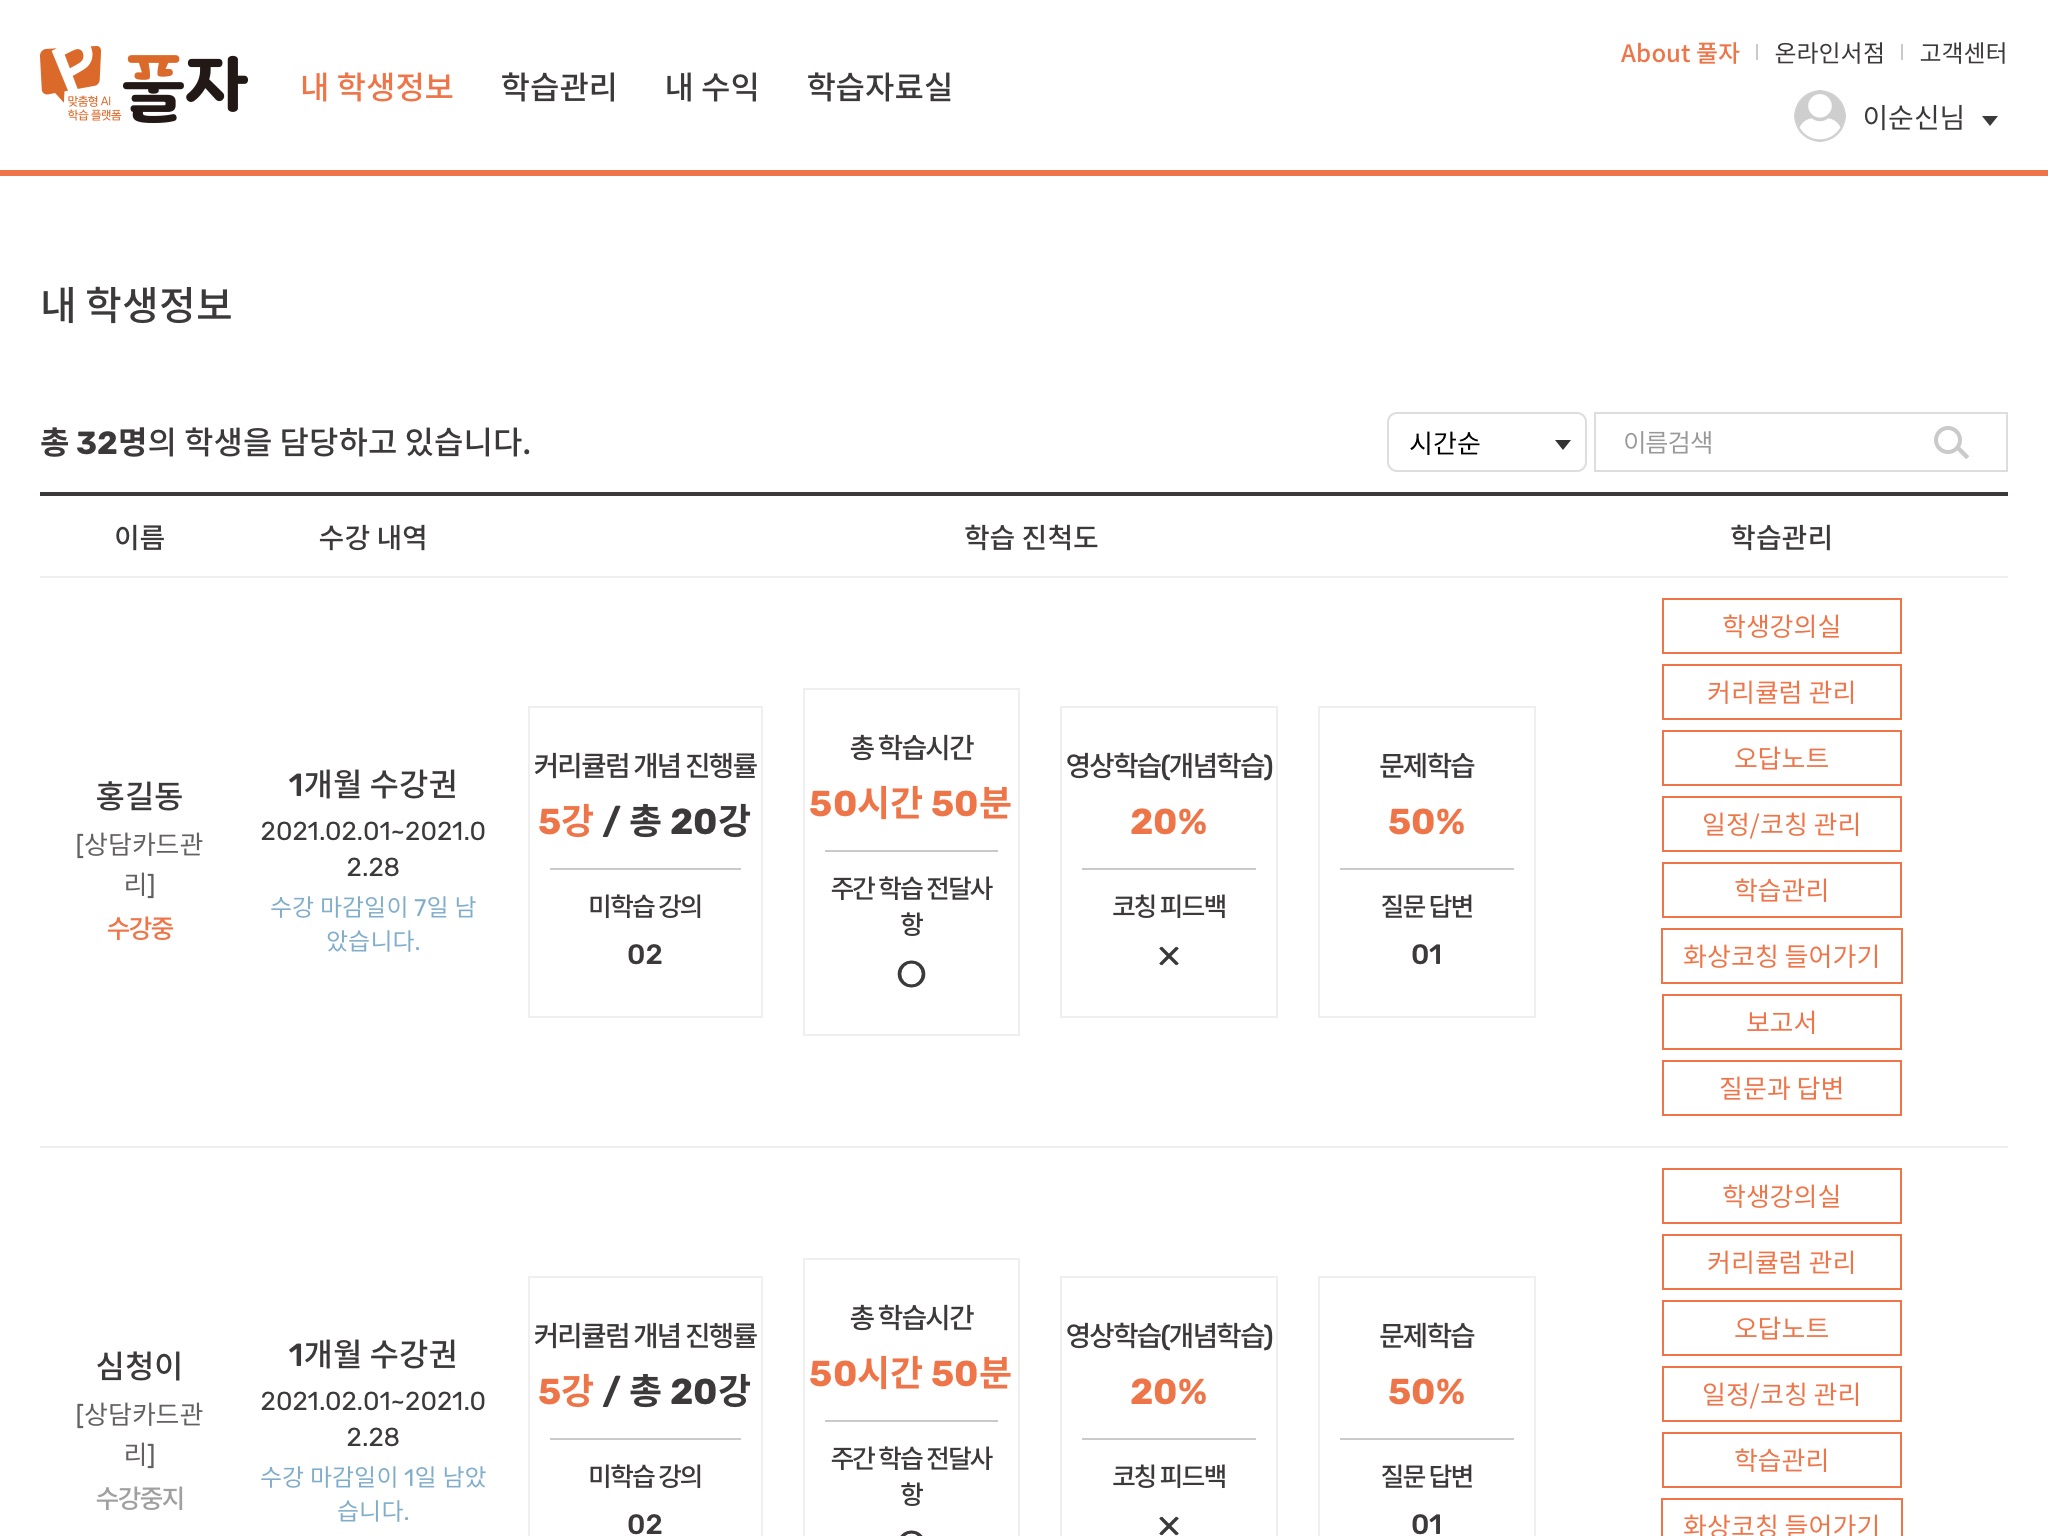 맞춤형 AI
학습 플랫폼
풀자
내 학생정보 학습관리 내 수익 학습자료실
About 풀자 온라인서점 고객센터
이순신님
내 학생정보
총 32명의 학생을 담당하고 있습니다.
시간순
이름검색
이름 수강 내역 학습 진척도 학습관리
홍길동
[상담카드관
리]
수강중
1개월 수강권
2021.02.01~2021.0
2.28
수강 마감일이 7일 남
았습니다.
커리큘럼 개념 진행률
5강 / 총 20강
미학습 강의
02
총 학습시간
50시간 50분
주간 학습 전달사
항
영상학습(개념학습)
20%
코칭 피드백
문제학습
50%
질문 답변
01
학생강의실
커리큘럼 관리
오답노트
일정/코칭 관리
학습관리
화상코칭 들어가기
보고서
질문과 답변
심청이
[상담카드관
리]
수강중지
1개월 수강권
2021.02.01~2021.0
2.28
수강 마감일이 1일 남았
습니다.
커리큘럼 개념 진행률
5강 / 총 20강
미학습 강의
02
총 학습시간
50시간 50분
주간 학습 전달사
항
영상학습(개념학습)
20%
코칭 피드백
문제학습
50%
질문 답변
01
학생강의실
커리큘럼 관리
오답노트
일정/코칭 관리
학습관리
화상코칭 들어가기